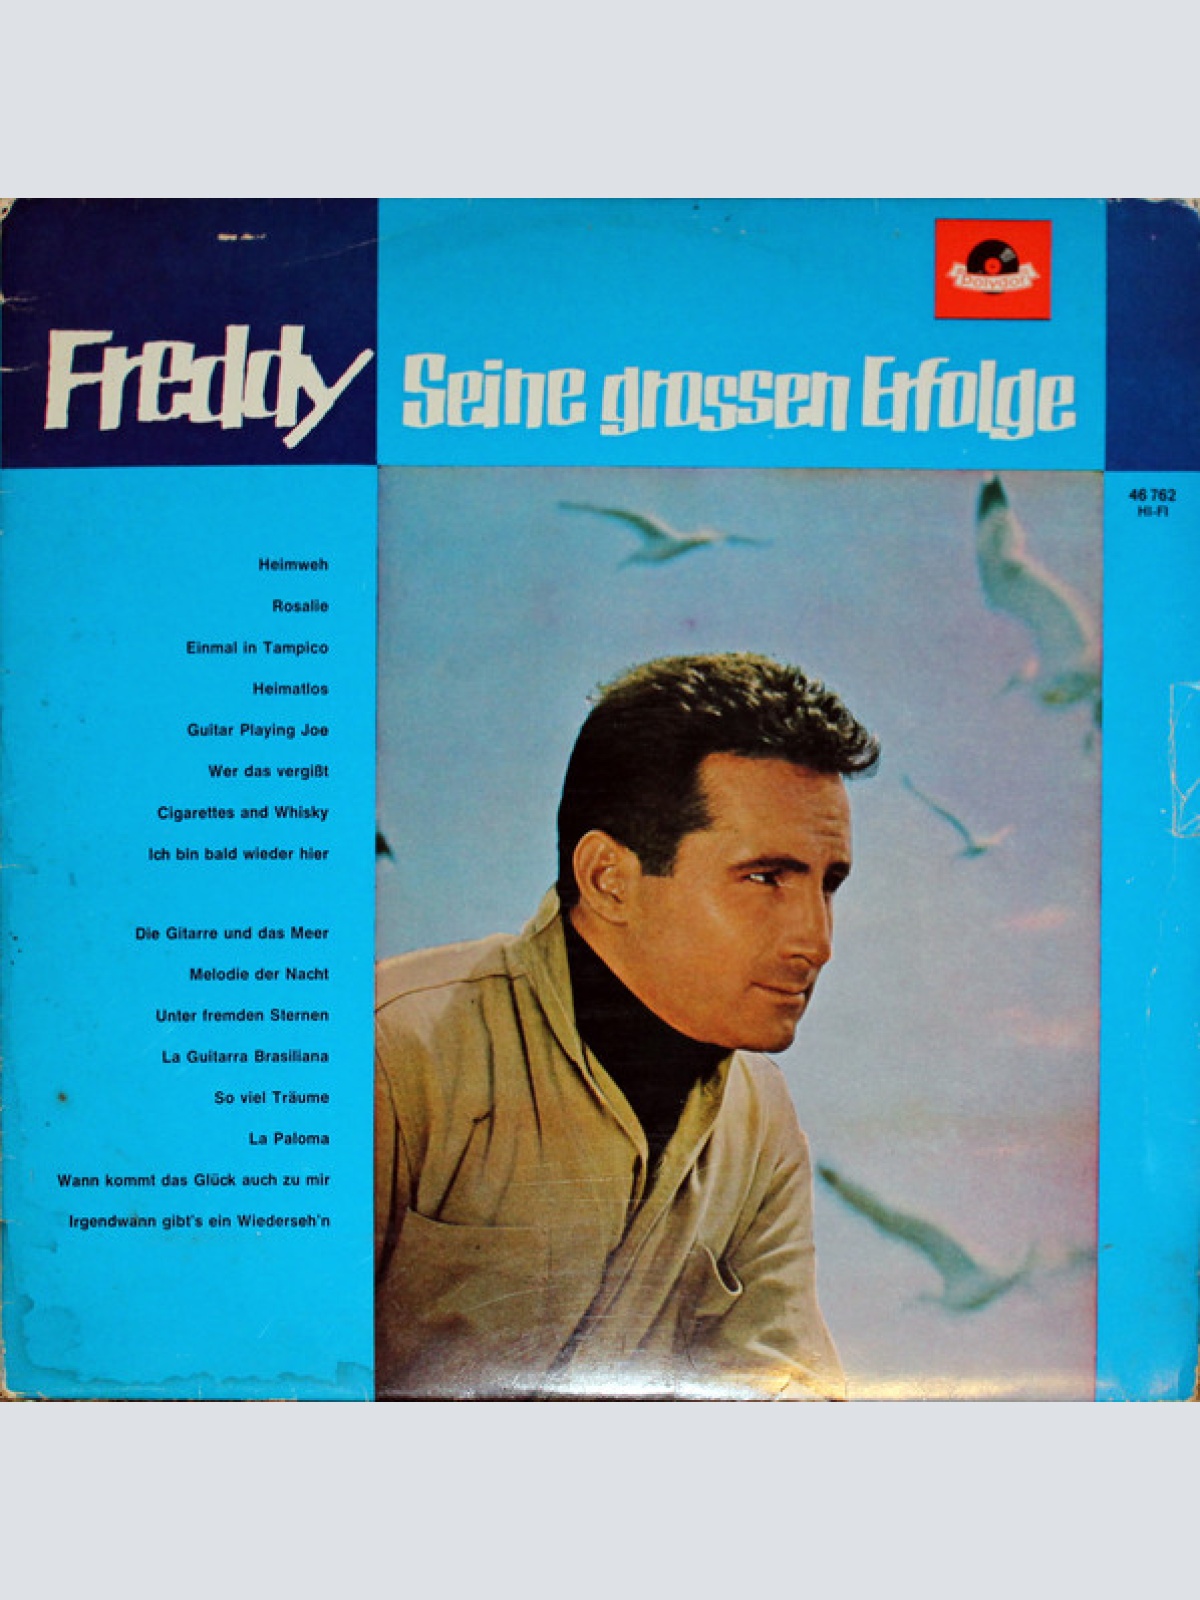 Freddy
Seine grossen Erfolge
Polydor
46 762
HI-FI
Heimweh
Rosalie
Einmal in Tampico
Heimatlos
Guitar Playing Joe
Wer das vergißt
Cigarettes and Whisky
Ich bin bald wieder hier
Die Gitarre und das Meer
Melodie der Nacht
Unter fremden Sternen
La Guitarra Brasiliana
So viel Träume
La Paloma
Wann kommt das Glück auch zu mir
Irgendwann gibt's ein Wiederseh'n